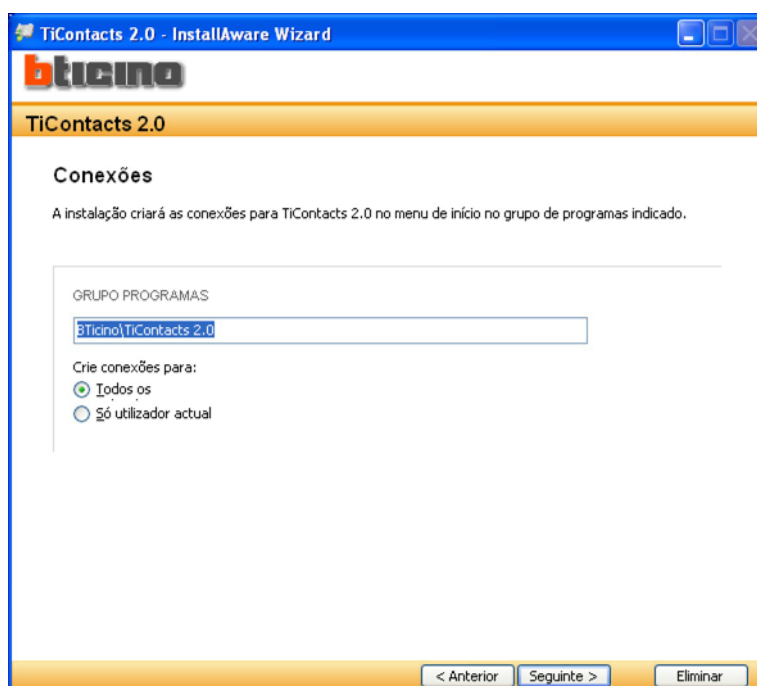 TiContacts 2.0 - InstallAware Wizard
bticino
TiContacts 2.0
Conexões
A instalação criará as conexões para TiContacts 2.0 no menu de início no grupo de programas indicado.
GRUPO PROGRAMAS
BTicino\TiContacts 2.0
Crie conexões para:
Todos os
Só utilizador actual
< Anterior
Seguinte >
Eliminar